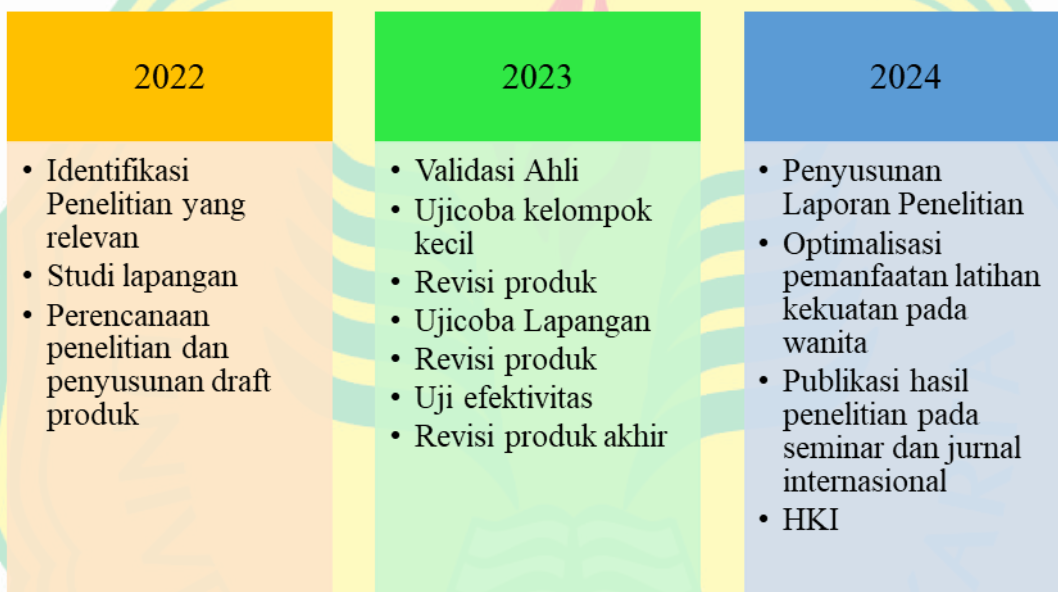 2022
• Identifikasi
Penelitian yang
relevan
• Studi lapangan
• Perencanaan
penelitian dan
penyusunan draft
produk
2023
• Validasi Ahli
• Ujicoba kelompok
kecil
• Revisi produk
• Ujicoba Lapangan
• Revisi produk
• Uji efektivitas
• Revisi produk akhir
2024
• Penyusunan
Laporan Penelitian
• Optimalisasi
pemanfaatan latihan
kekuatan pada
wanita
• Publikasi hasil
penelitian pada
seminar dan jurnal
internasional
• HKI